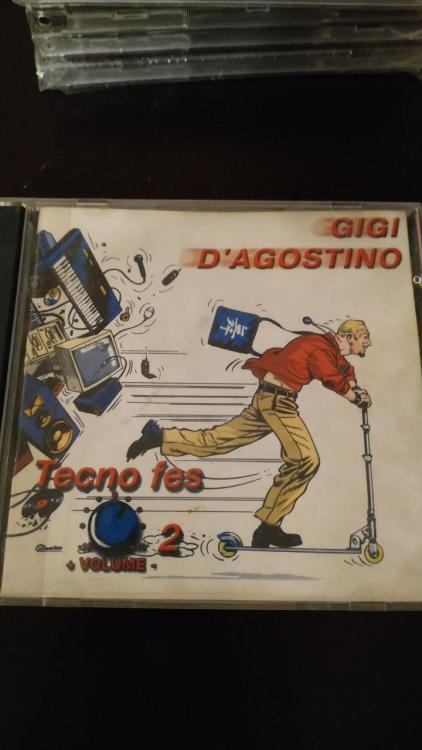 GIGI
D'AGOSTINO
Tecno fes
2
+ VOLUME -